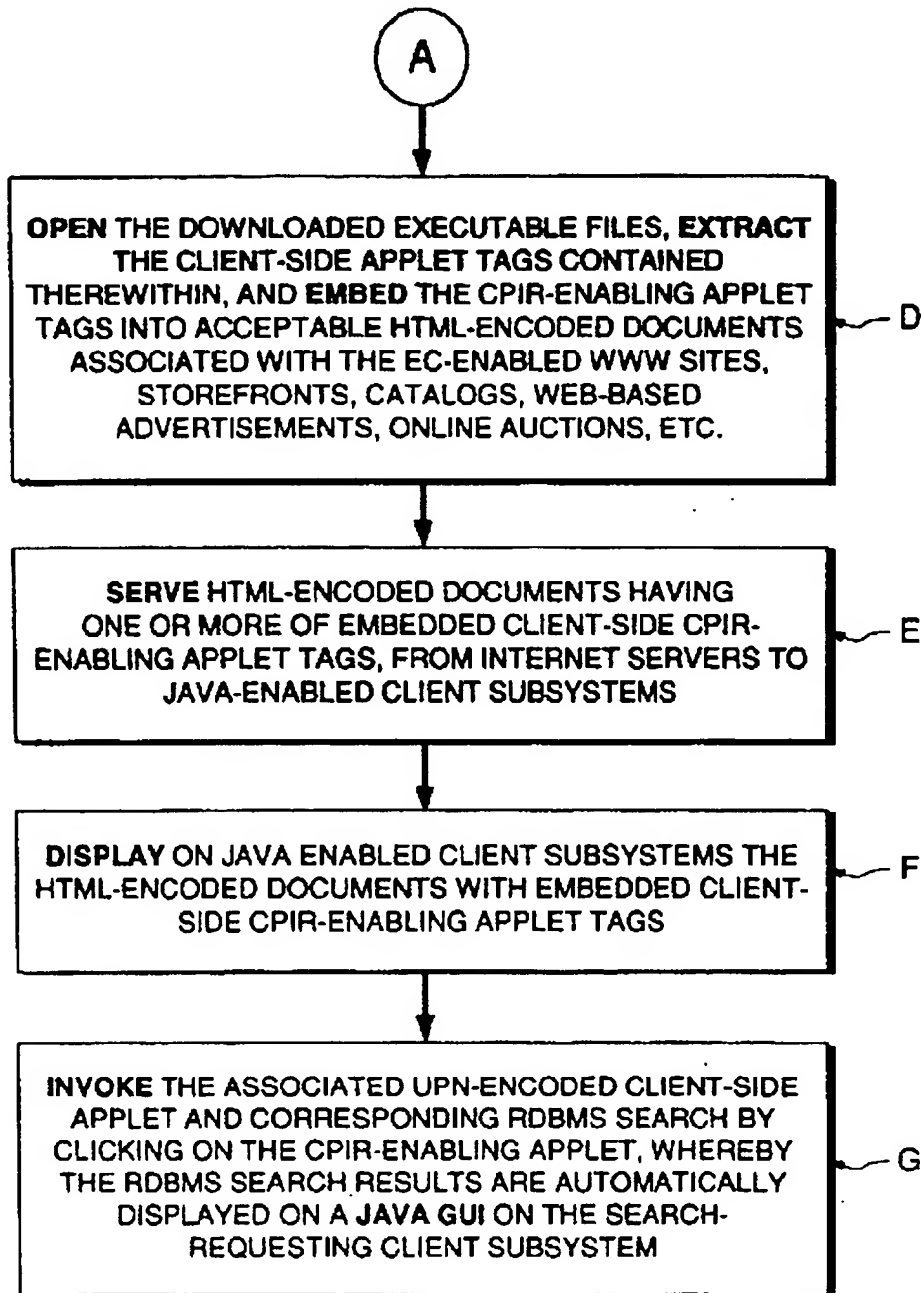 A
OPEN THE DOWNLOADED EXECUTABLE FILES, EXTRACT
THE CLIENT-SIDE APPLET TAGS CONTAINED
THEREWITHIN, AND EMBED THE CPIR-ENABLING APPLET
TAGS INTO ACCEPTABLE HTML-ENCODED DOCUMENTS
ASSOCIATED WITH THE EC-ENABLED WWW SITES,
STOREFRONTS, CATALOGS, WEB-BASED
ADVERTISEMENTS, ONLINE AUCTIONS, ETC.
D
SERVE HTML-ENCODED DOCUMENTS HAVING
ONE OR MORE OF EMBEDDED CLIENT-SIDE CPIR-
ENABLING APPLET TAGS, FROM INTERNET SERVERS TO
JAVA-ENABLED CLIENT SUBSYSTEMS
E
DISPLAY ON JAVA ENABLED CLIENT SUBSYSTEMS THE
HTML-ENCODED DOCUMENTS WITH EMBEDDED CLIENT-
SIDE CPIR-ENABLING APPLET TAGS
F
INVOKE THE ASSOCIATED UPN-ENCODED CLIENT-SIDE
APPLET AND CORRESPONDING RDBMS SEARCH BY
CLICKING ON THE CPIR-ENABLING APPLET, WHEREBY
THE RDBMS SEARCH RESULTS ARE AUTOMATICALLY
DISPLAYED ON A JAVA GUI ON THE SEARCH-
REQUESTING CLIENT SUBSYSTEM
G